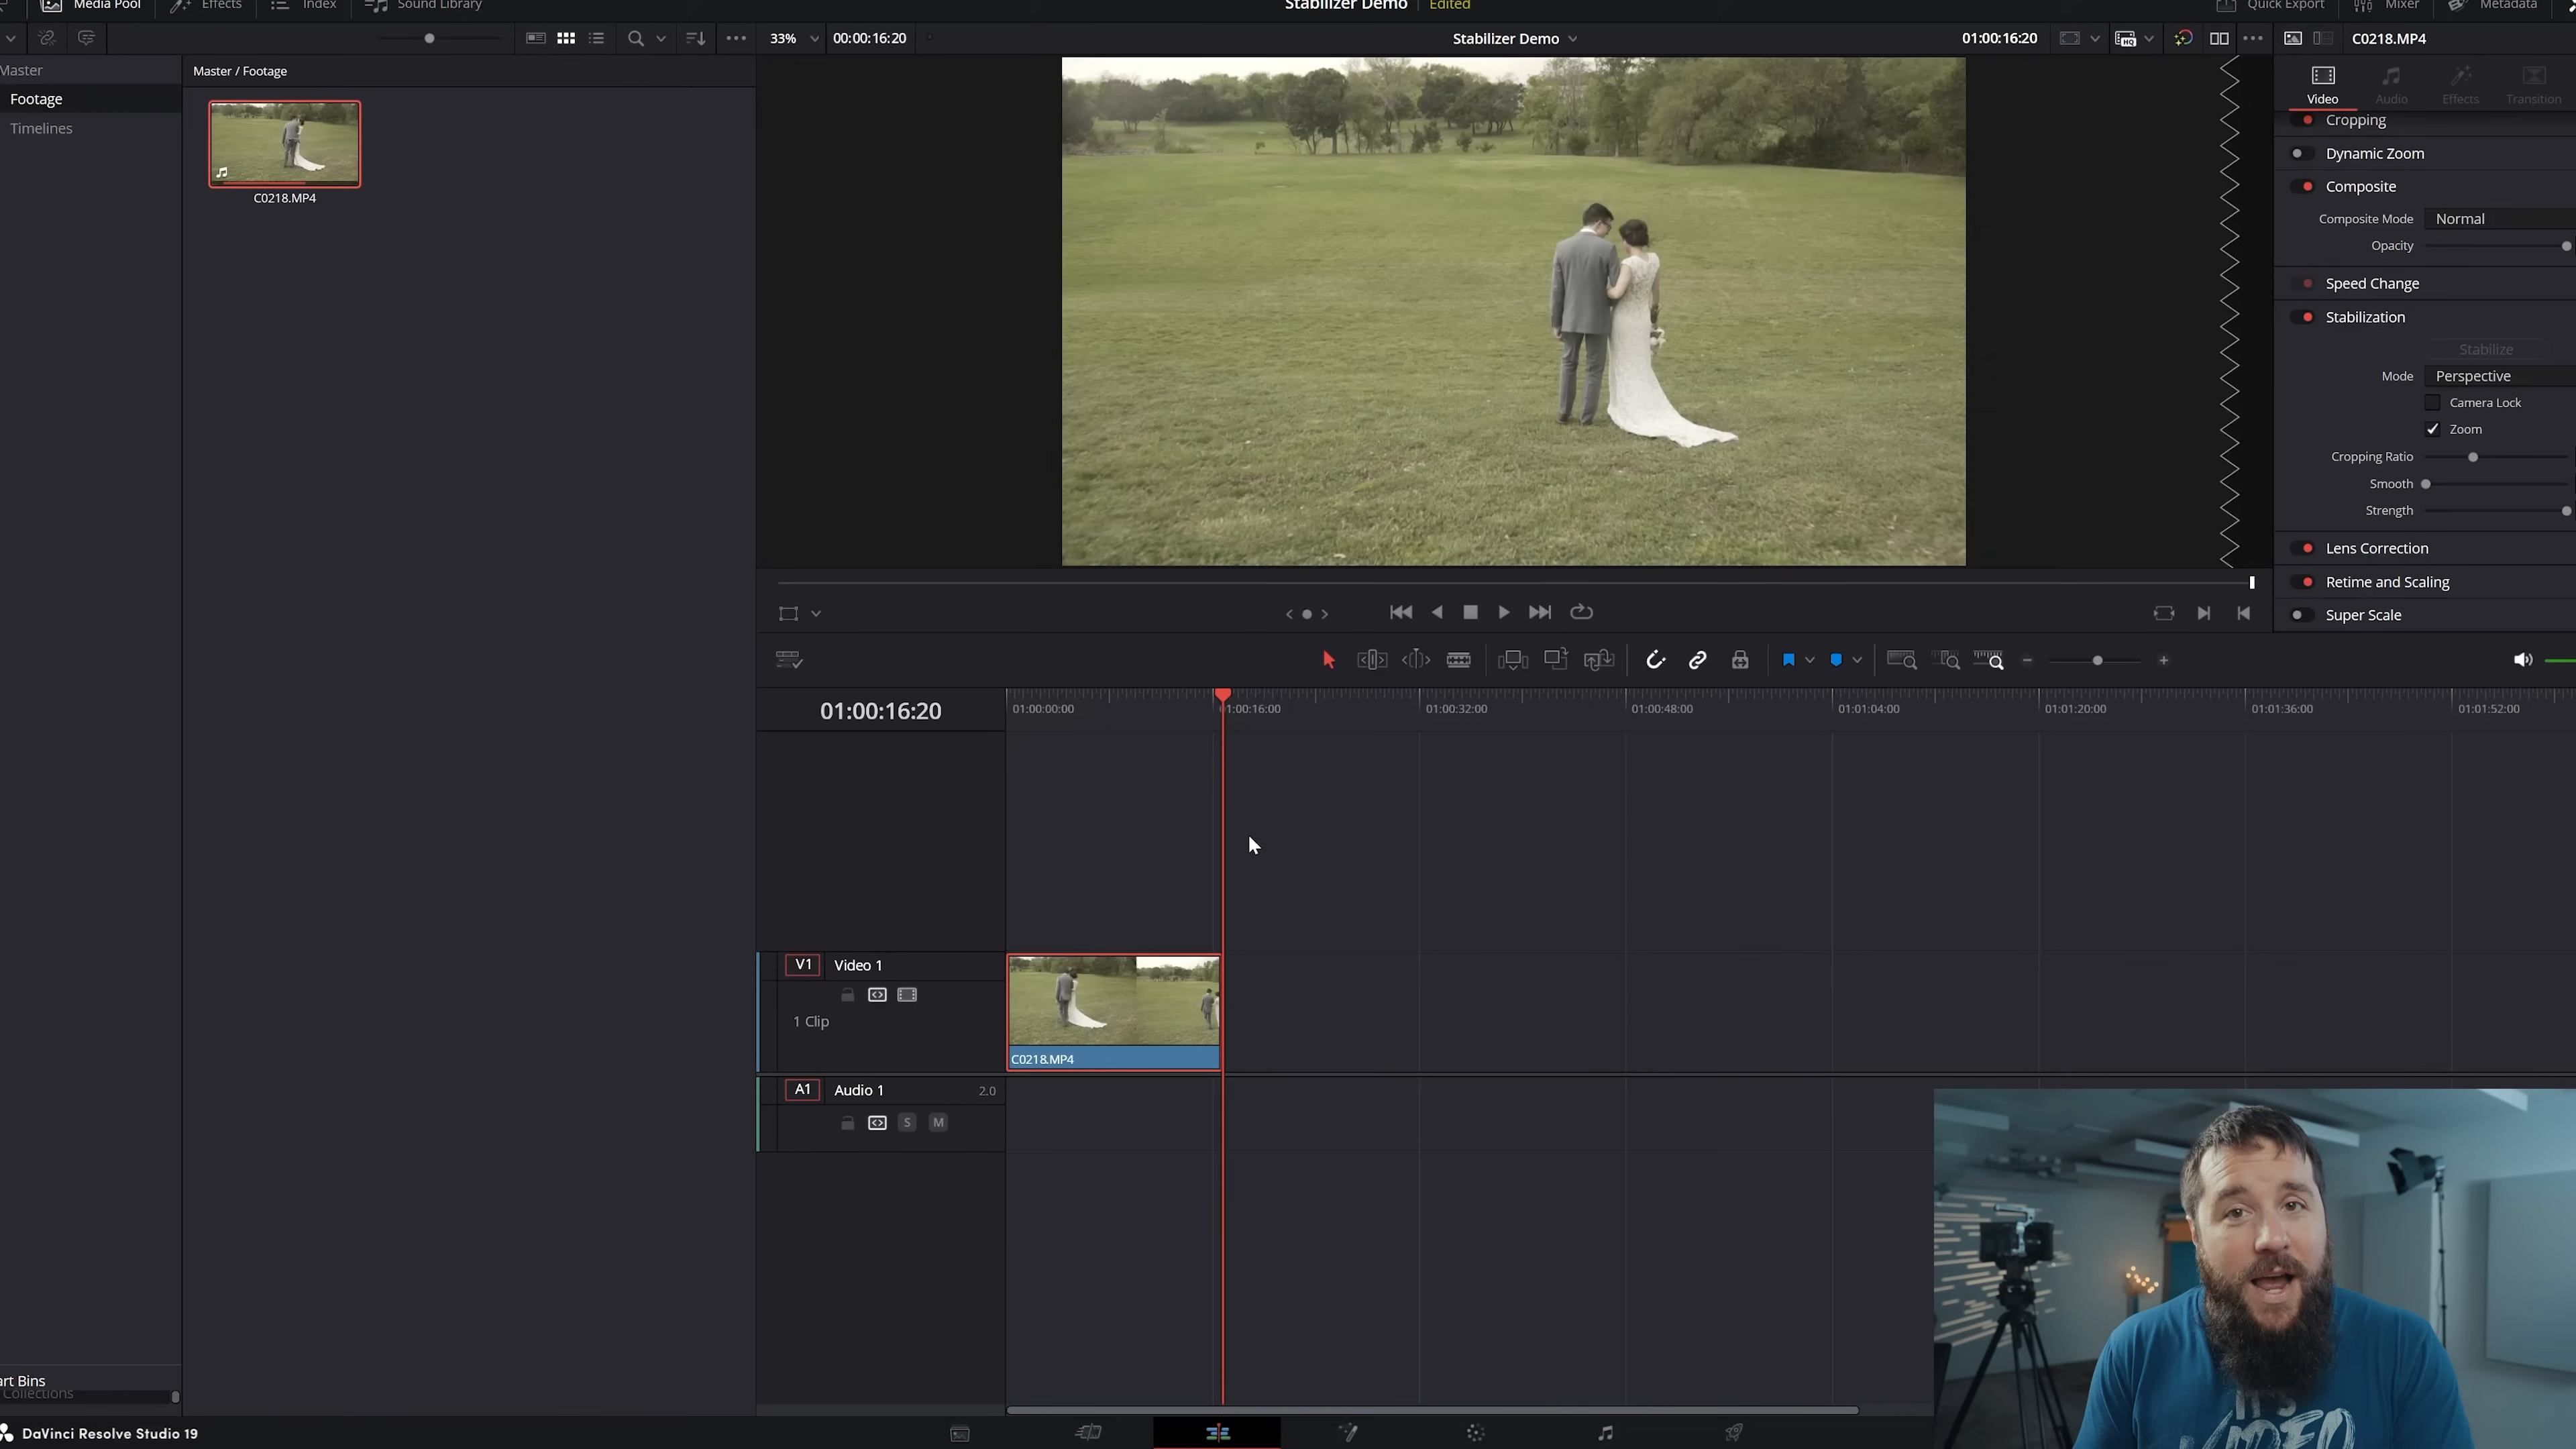 Media Pool
Effects
Index
Sound Library
Stabilizer Demo
Edited
Quick Export
Mixer
Metadata
33%
00:00:16:20
Stabilizer Demo
01:00:16:20
C0218.MP4
Master
Master / Footage
Footage
Timelines
C0218.MP4
Video
Audio
Effects
Transition
Cropping
Dynamic Zoom
Composite
Composite Mode
Normal
Opacity
Speed Change
Stabilization
Stabilize
Mode
Perspective
Camera Lock
Zoom
Cropping Ratio
Smooth
Strength
Lens Correction
Retime and Scaling
Super Scale
01:00:16:20
01:00:00:00
01:00:16:00
01:00:32:00
01:00:48:00
01:01:04:00
01:01:20:00
01:01:36:00
01:01:52:00
V1
Video 1
1 Clip
C0218.MP4
A1
Audio 1
2.0
S
M
art Bins
Collections
DaVinci Resolve Studio 19
IT'S
VIDEO